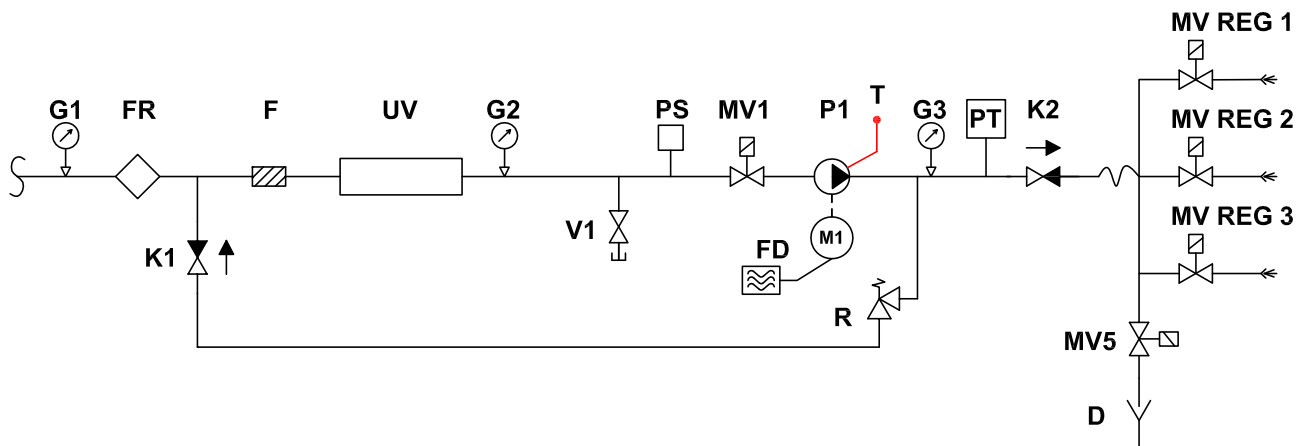 MV REG 1
G1
FR
F
UV
G2
PS
MV1
P1
T
G3
PT
K2
MV REG 2
V1
M1
MV REG 3
K1
FD
R
MV5
D